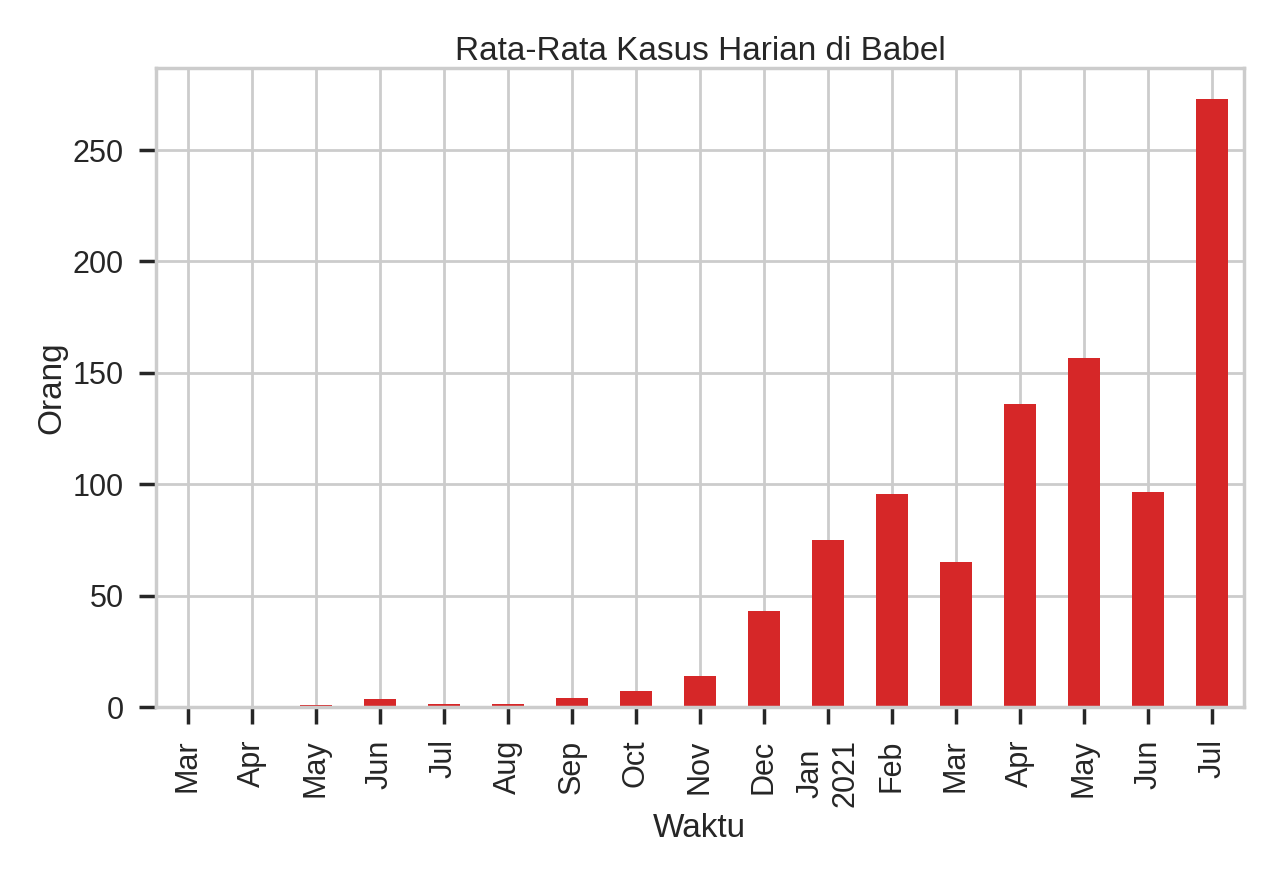 Rata-Rata Kasus Harian di Babel
250
200
150
100
50
0
Orang
Mar
Apr
May
Jun
Jul
Aug
Sep
Oct
Nov
Dec
Jan
2021
Feb
Mar
Apr
May
Jun
Jul
Waktu